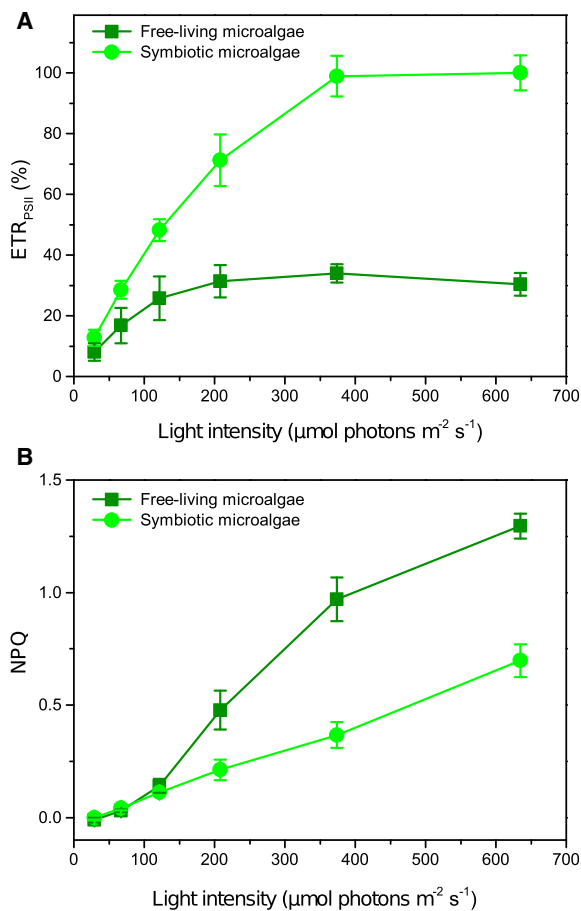 A
Free-living microalgae
Symbiotic microalgae
100
80
60
40
20
0
ETR_PSII (%)
0 100 200 300 400 500 600 700
Light intensity (µmol photons m⁻² s⁻¹)
B
1.5
Free-living microalgae
Symbiotic microalgae
1.0
0.5
0.0
NPQ
0 100 200 300 400 500 600 700
Light intensity (µmol photons m⁻² s⁻¹)